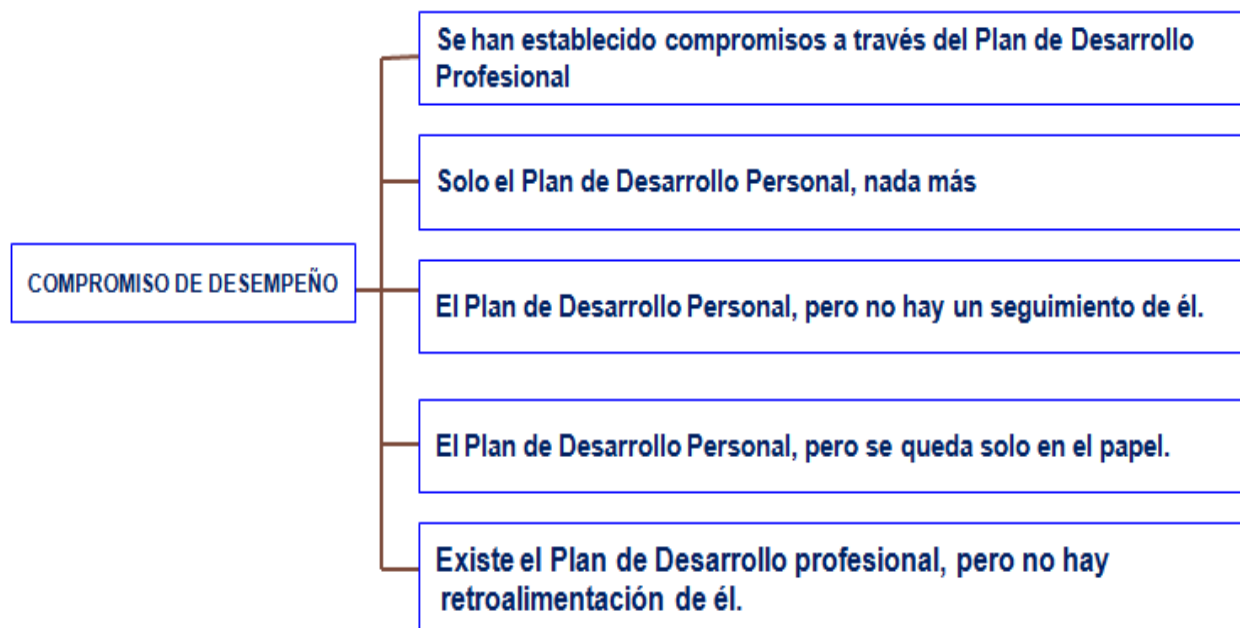 Se han establecido compromisos a través del Plan de Desarrollo
Profesional
Solo el Plan de Desarrollo Personal, nada más
COMPROMISO DE DESEMPEÑO
El Plan de Desarrollo Personal, pero no hay un seguimiento de él.
El Plan de Desarrollo Personal, pero se queda solo en el papel.
Existe el Plan de Desarrollo profesional, pero no hay
retroalimentación de él.